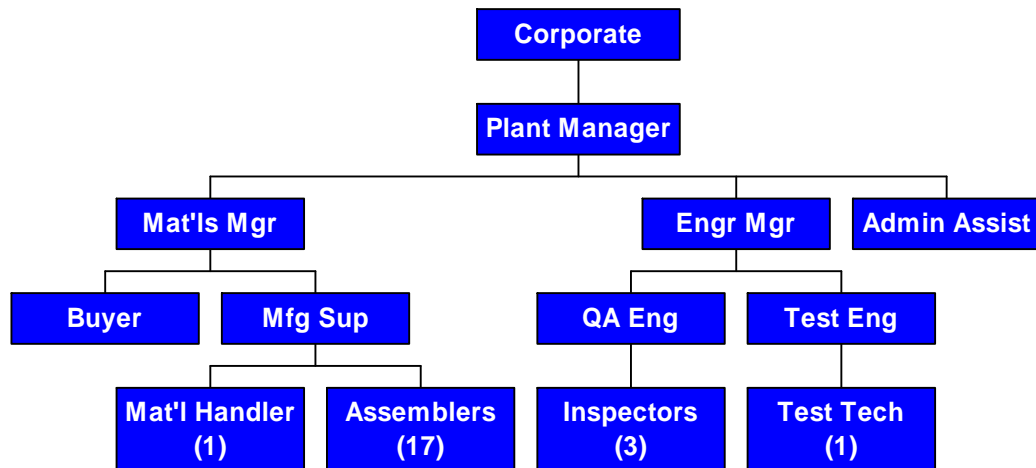 Corporate
Plant Manager
Mat'ls Mgr
Engr Mgr
Admin Assist
Buyer
Mfg Sup
QA Eng
Test Eng
Mat'l Handler
(1)
Assemblers
(17)
Inspectors
(3)
Test Tech
(1)